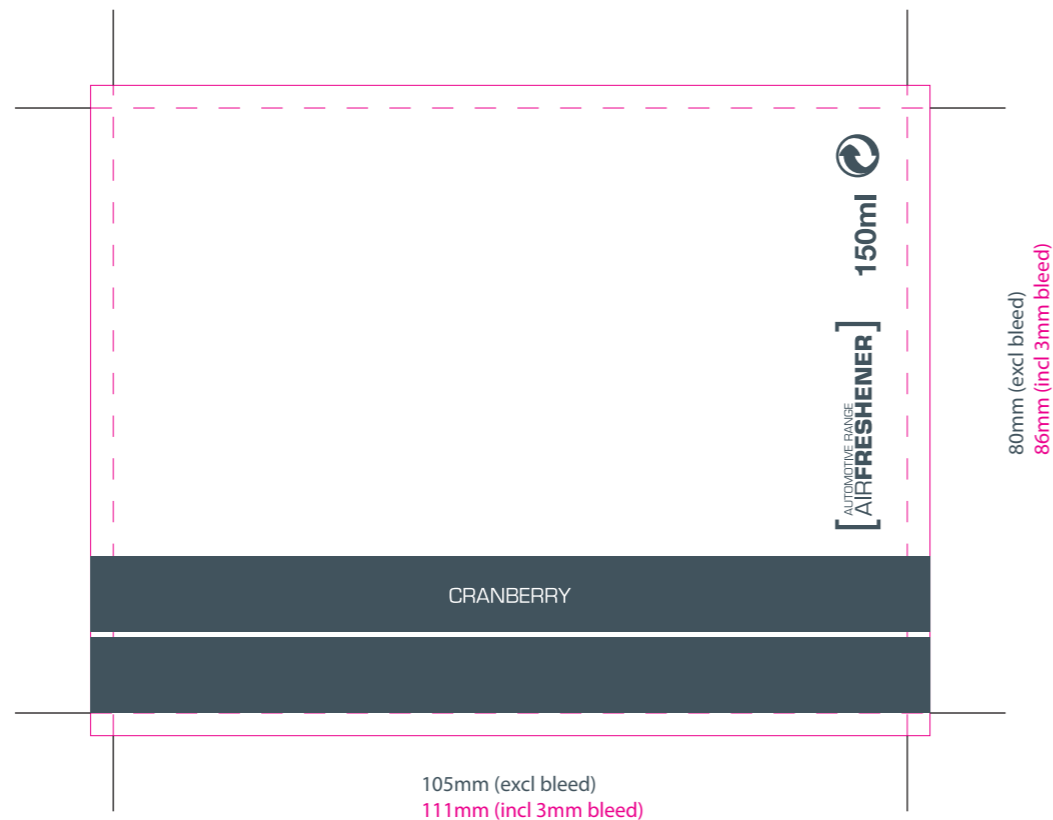 150ml
[AUTOMOTIVE RANGE
AIRFRESHENER]
CRANBERRY
80mm (excl bleed)
86mm (incl 3mm bleed)
105mm (excl bleed)
111mm (incl 3mm bleed)